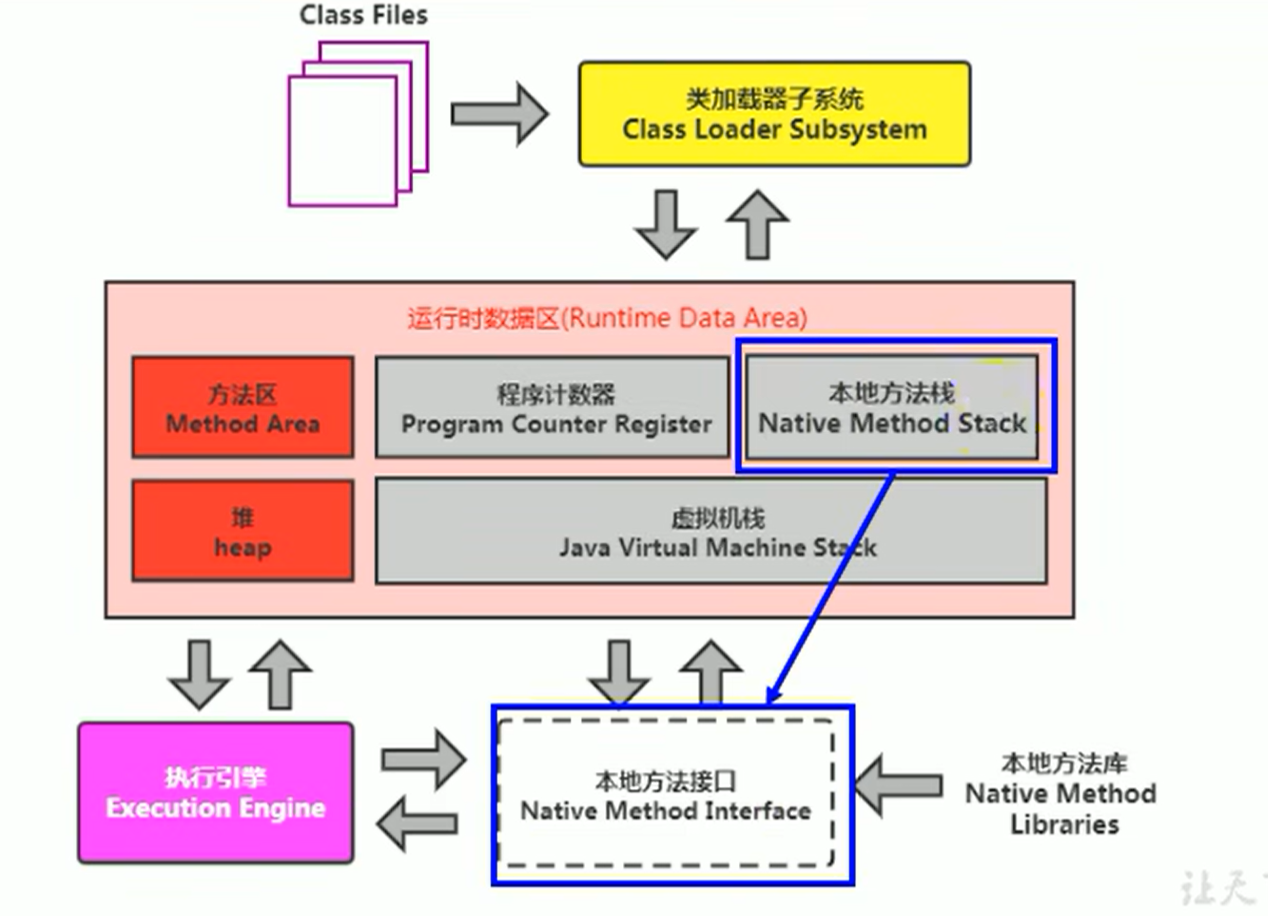 Class Files
类加载器子系统
Class Loader Subsystem
运行时数据区(Runtime Data Area)
方法区
Method Area
程序计数器
Program Counter Register
本地方法栈
Native Method Stack
堆
heap
虚拟机栈
Java Virtual Machine Stack
执行引擎
Execution Engine
本地方法接口
Native Method Interface
本地方法库
Native Method
Libraries
让天